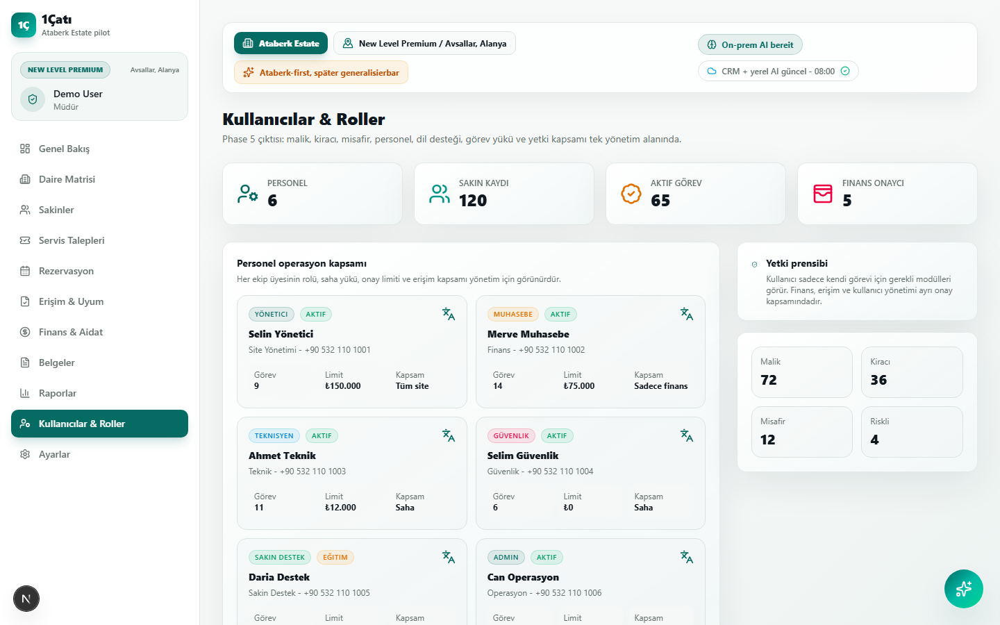 1Ç
1Çatı
Ataberk Estate pilot
NEW LEVEL PREMIUM
Avsallar, Alanya
Demo User
Müdür
Genel Bakış
Daire Matrisi
Sakinler
Servis Talepleri
Rezervasyon
Erişim & Uyum
Finans & Aidat
Belgeler
Raporlar
Kullanıcılar & Roller
Ayarlar
N
Ataberk Estate
New Level Premium / Avsallar, Alanya
Ataberk-first, später generalisierbar
On-prem AI bereit
CRM + yerel AI güncel - 08:00
Kullanıcılar & Roller
Phase 5 çıktısı: malik, kiracı, misafir, personel, dil desteği, görev yükü ve yetki kapsamı tek yönetim alanında.
PERSONEL
6
SAKIN KAYDI
120
AKTIF GÖREV
65
FINANS ONAYCI
5
Personel operasyon kapsamı
Her ekip üyesinin rolü, saha yükü, onay limiti ve erişim kapsamı yönetim için görünürdür.
YÖNETICI AKTIF
Selin Yönetici
Site Yönetimi - +90 532 110 1001
Görev Limit Kapsam
9 ₺150.000 Tüm site
MUHASEBE AKTIF
Merve Muhasebe
Finans - +90 532 110 1002
Görev Limit Kapsam
14 ₺75.000 Sadece finans
TEKNISYEN AKTIF
Ahmet Teknik
Teknik - +90 532 110 1003
Görev Limit Kapsam
11 ₺12.000 Saha
GÜVENLIK AKTIF
Selim Güvenlik
Güvenlik - +90 532 110 1004
Görev Limit Kapsam
6 ₺0 Saha
SAKIN DESTEK EĞITIM
Daria Destek
Sakin Destek - +90 532 110 1005
Görev Limit Kapsam
ADMIN AKTIF
Can Operasyon
Operasyon - +90 532 110 1006
Görev Limit Kapsam
Yetki prensibi
Kullanıcı sadece kendi görevi için gerekli modülleri
görür. Finans, erişim ve kullanıcı yönetimi ayrı onay
kapsamındadır.
Malik
72
Kiracı
36
Misafir
12
Riskli
4